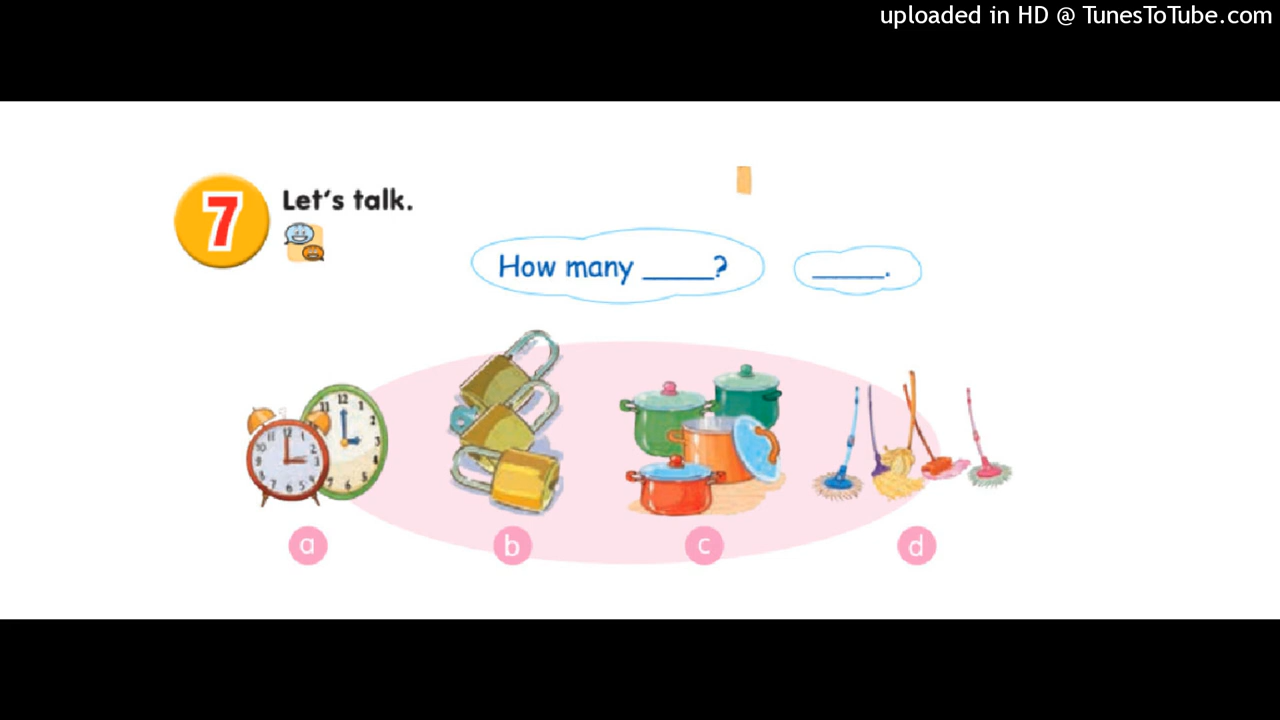 uploaded in HD @ TunesToTube.com
7
Let's talk.
How many _____?
_____.
a
b
c
d